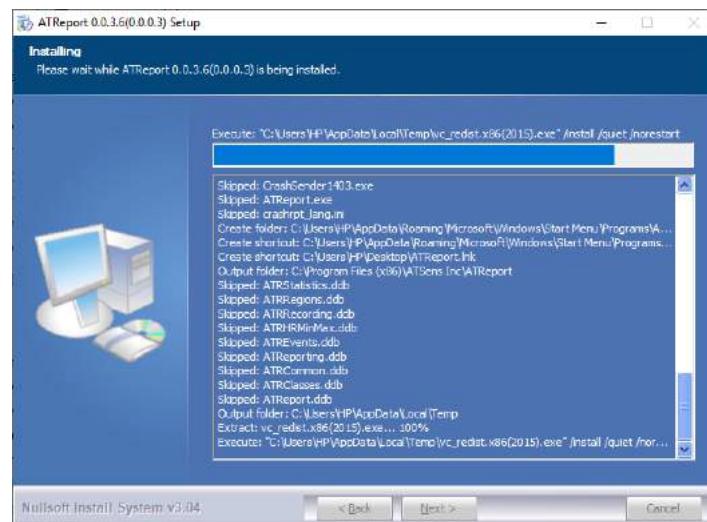 ATReport 0.0.3.6(0.0.0.3) Setup
Installing
Please wait while ATReport 0.0.3.6(0.0.0.3) is being installed.
Execute: "C:\Users\HP\AppData\Local\Temp\vc_redist.x86(2015).exe" /install /quiet /norestart
Skipped: CrashSender1403.exe
Skipped: ATReport.exe
Skipped: crashrpt_lang.ini
Create folder: C:\Users\HP\AppData\Roaming\Microsoft\Windows\Start Menu\Programs\A...
Create shortcut: C:\Users\HP\AppData\Roaming\Microsoft\Windows\Start Menu\Programs...
Create shortcut: C:\Users\HP\Desktop\ATReport.lnk
Output folder: C:\Program Files (x86)\ATSens Inc\ATReport
Skipped: ATRStatistics.ddb
Skipped: ATRRegions.ddb
Skipped: ATRRecording.ddb
Skipped: ATRHRMinMax.ddb
Skipped: ATREvents.ddb
Skipped: ATReporting.ddb
Skipped: ATRCommon.ddb
Skipped: ATRClasses.ddb
Skipped: ATReport.ddb
Output folder: C:\Users\HP\AppData\Local\Temp
Extract: vc_redist.x86(2015).exe... 100%
Execute: "C:\Users\HP\AppData\Local\Temp\vc_redist.x86(2015).exe" /install /quiet /nor...
Nullsoft Install System v3.04
< Back
Next >
Cancel